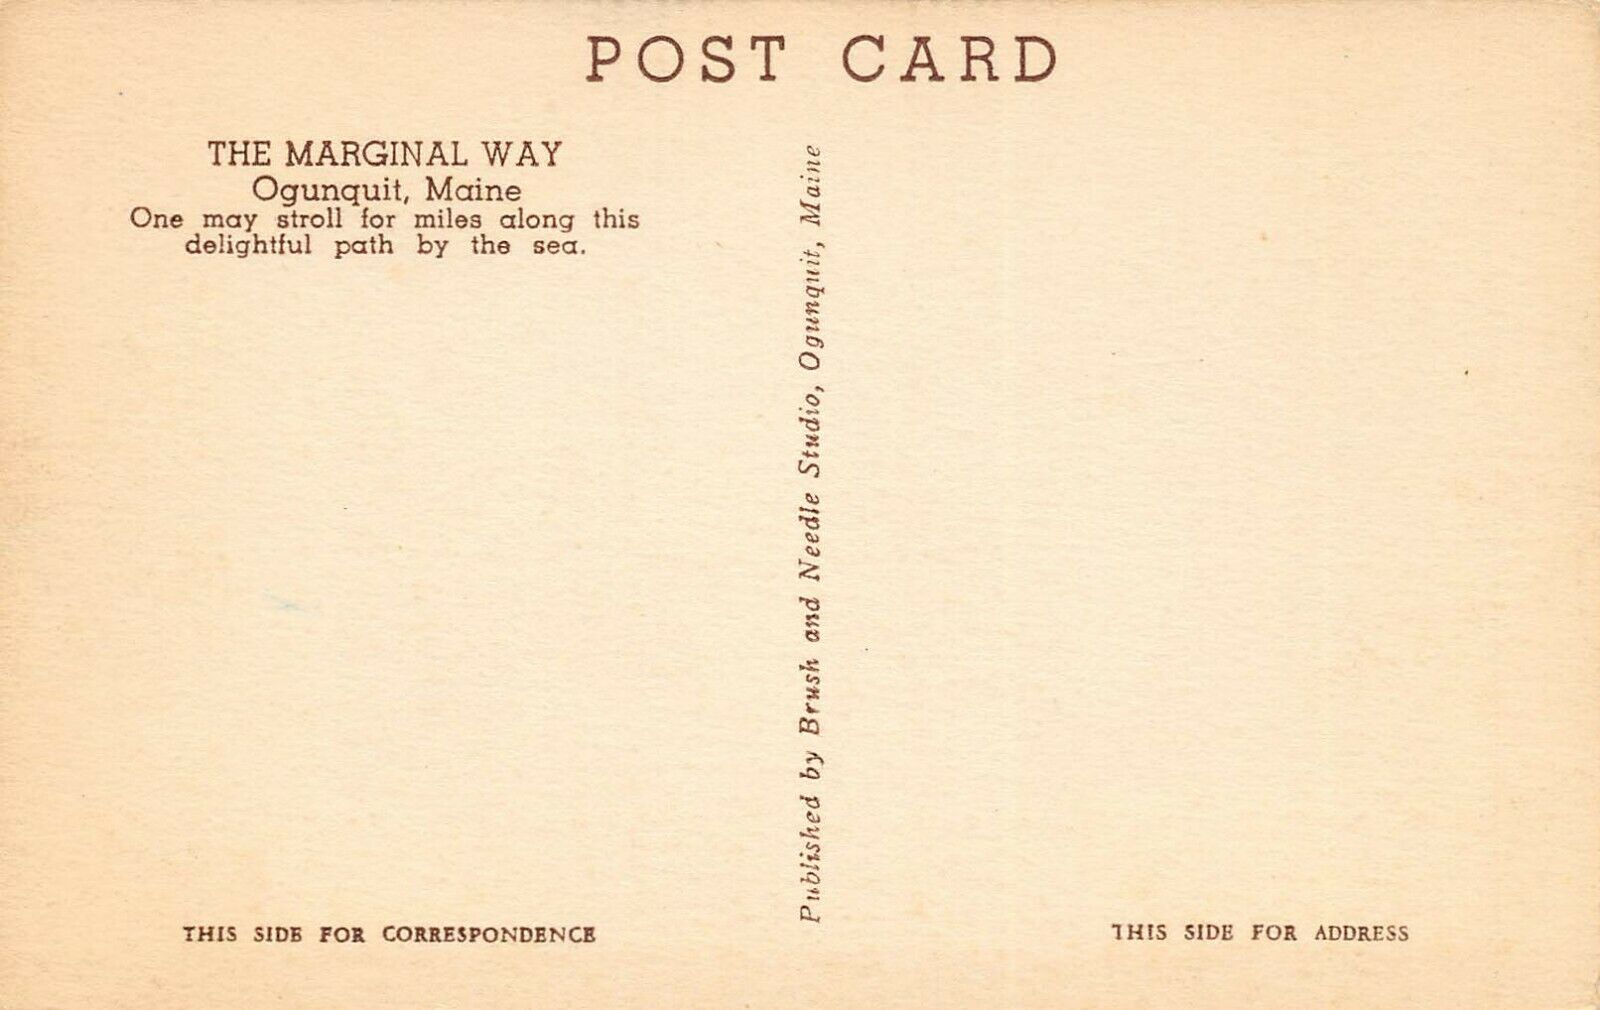 POST CARD
THE MARGINAL WAY
Ogunquit, Maine
One may stroll for miles along this
delightful path by the sea.
Published by Brush and Needle Studio, Ogunquit, Maine
THIS SIDE FOR CORRESPONDENCE
THIS SIDE FOR ADDRESS